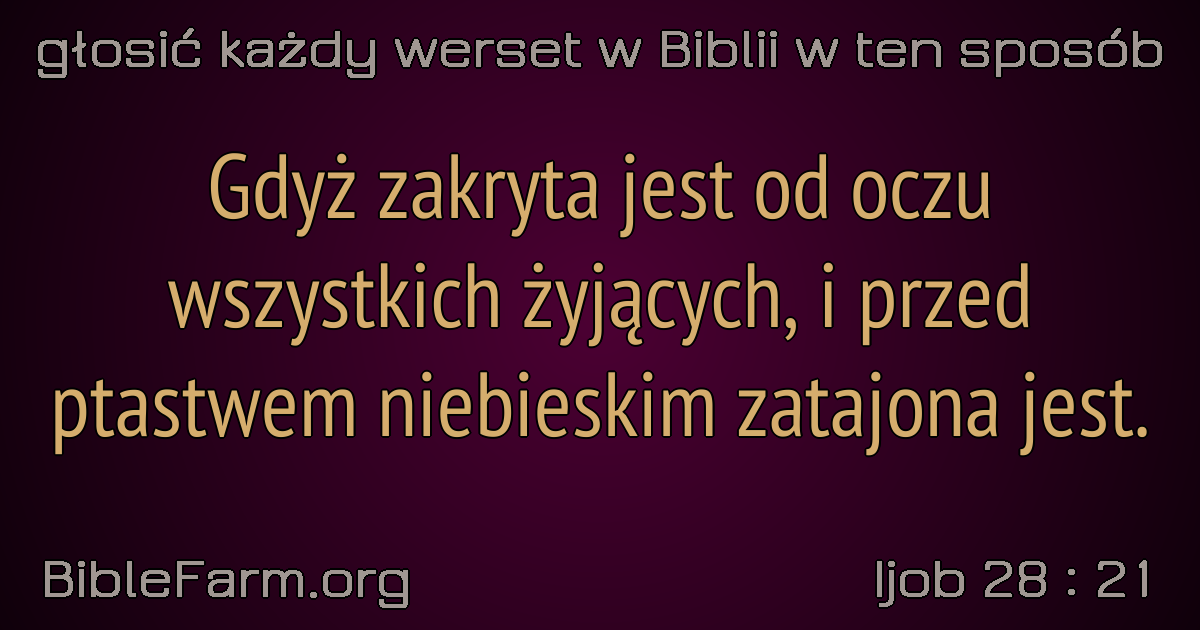 głosić każdy werset w Biblii w ten sposób
Gdyż zakryta jest od oczu
wszystkich żyjących, i przed
ptastwem niebieskim zatajona jest.
BibleFarm.org
Ijob 28 : 21